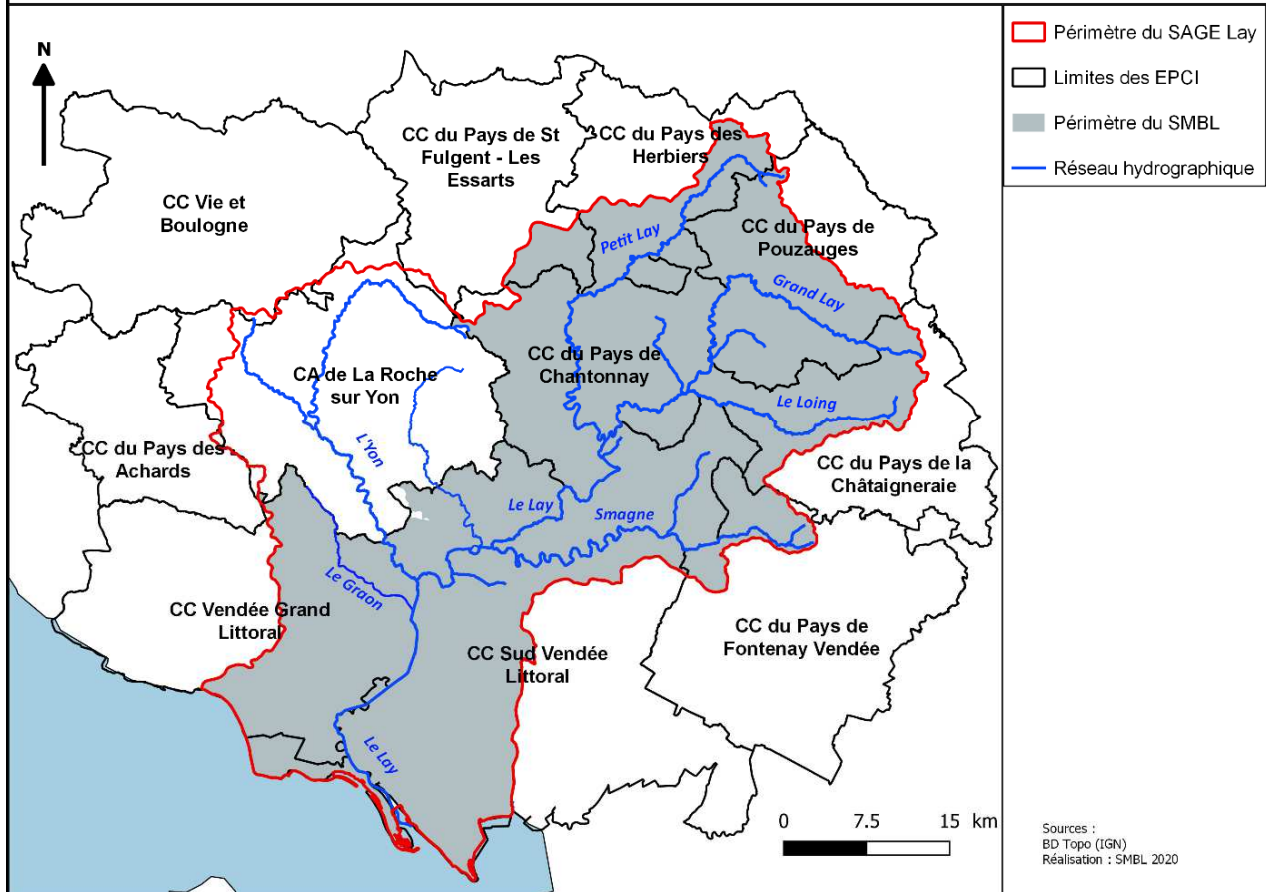 N
Périmètre du SAGE Lay
Limites des EPCI
Périmètre du SMBL
Réseau hydrographique
CC du Pays de St
Fulgent - Les
Essarts
CC du Pays des
Herbiers
CC Vie et
Boulogne
CC du Pays de
Pouzauges
Petit Lay
Grand Lay
CC du Pays de
Chantonnay
CA de La Roche
sur Yon
Le Loing
L'Yon
CC du Pays des
Achards
CC du Pays de la
Châtaigneraie
Le Lay
Smagne
Le Graon
CC Vendée Grand
Littoral
CC Sud Vendée
Littoral
CC du Pays de
Fontenay Vendée
Le Lay
0 7.5 15 km
Sources :
BD Topo (IGN)
Réalisation : SMBL 2020